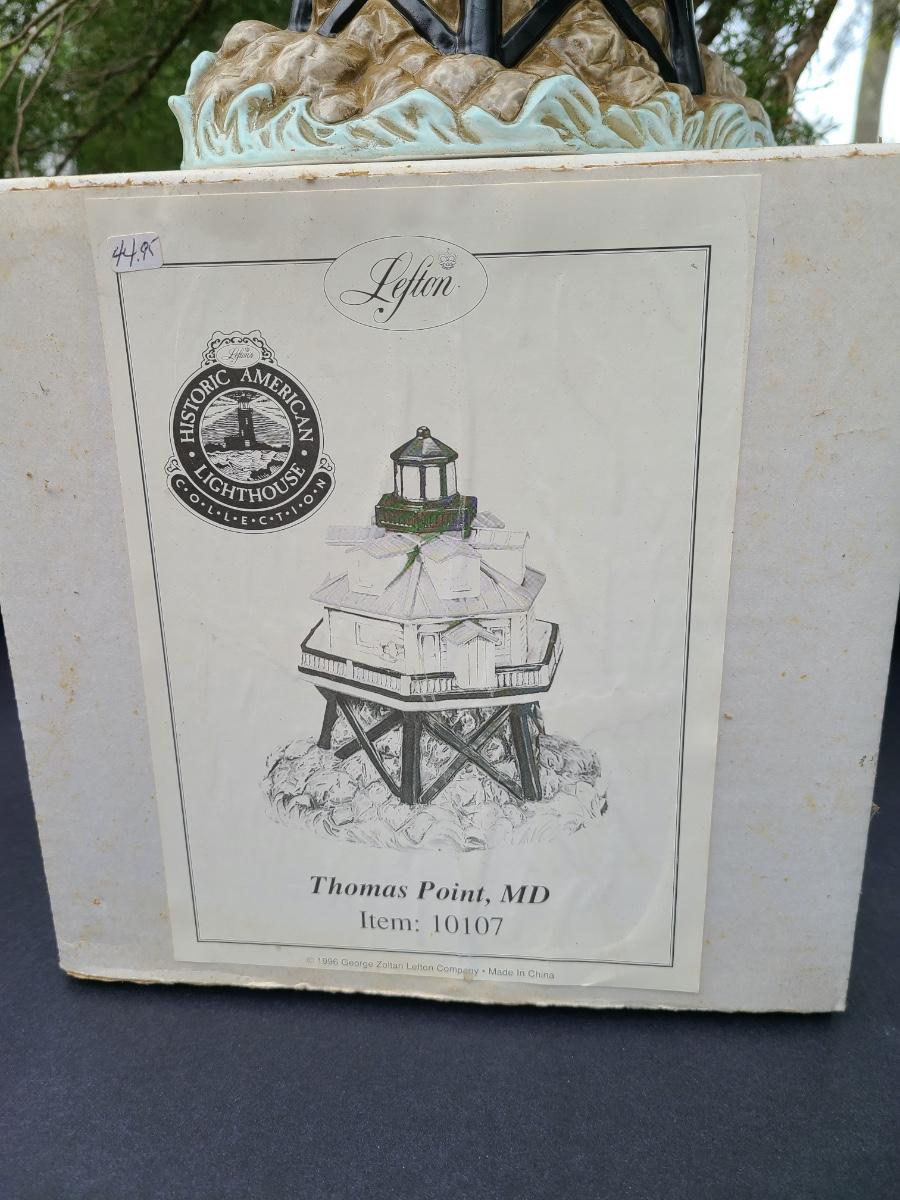 44.95
Lefton
Lefton's
HISTORIC AMERICAN
LIGHTHOUSE
COLLECTION
Thomas Point, MD
Item: 10107
© 1996 George Zoltan Lefton Company • Made In China